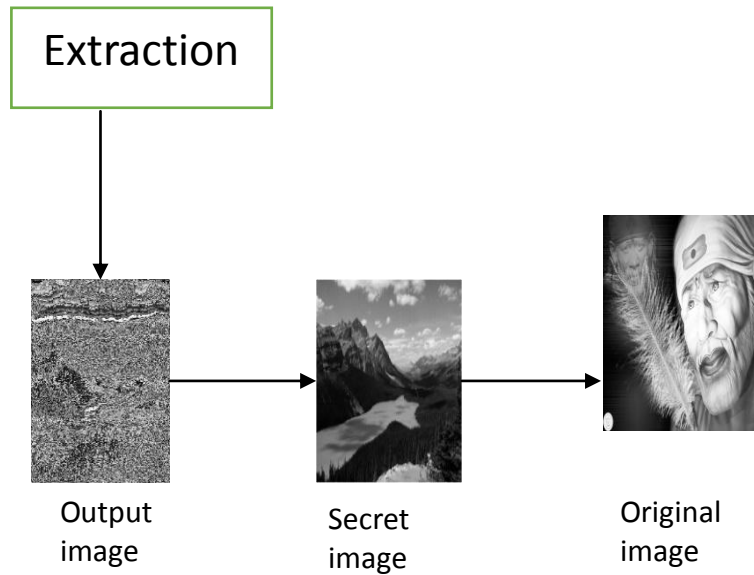 Extraction
Output
image
Secret
image
Original
image